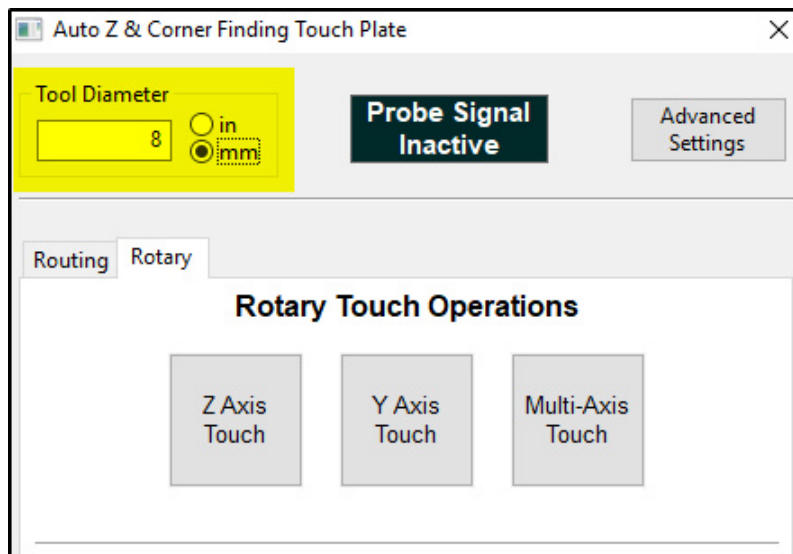 Auto Z & Corner Finding Touch Plate
Tool Diameter
8
in
mm
Probe Signal
Inactive
Advanced
Settings
Routing
Rotary
Rotary Touch Operations
Z Axis
Touch
Y Axis
Touch
Multi-Axis
Touch